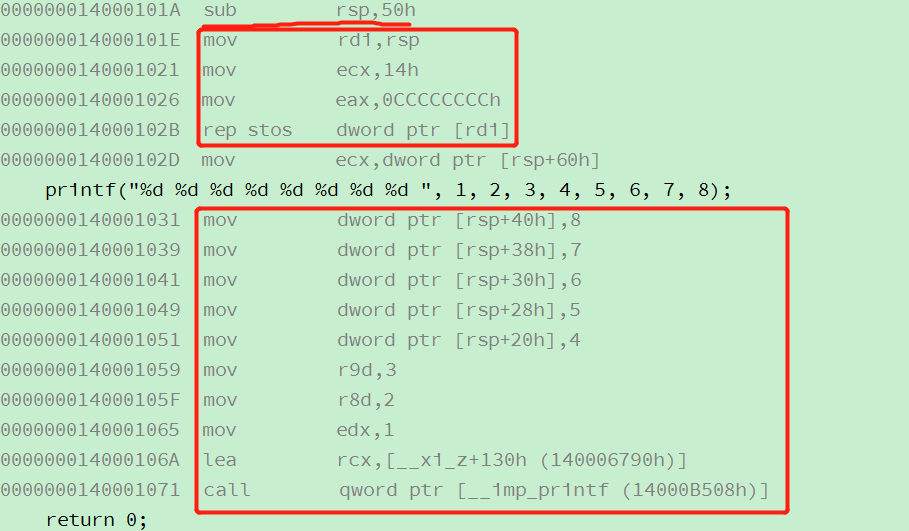 000000014000101A sub rsp,50h
000000014000101E mov rdi,rsp
0000000140001021 mov ecx,14h
0000000140001026 mov eax,0CCCCCCCCh
000000014000102B rep stos dword ptr [rdi]
000000014000102D mov ecx,dword ptr [rsp+60h]
printf("%d %d %d %d %d %d %d %d ", 1, 2, 3, 4, 5, 6, 7, 8);
0000000140001031 mov dword ptr [rsp+40h],8
0000000140001039 mov dword ptr [rsp+38h],7
0000000140001041 mov dword ptr [rsp+30h],6
0000000140001049 mov dword ptr [rsp+28h],5
0000000140001051 mov dword ptr [rsp+20h],4
0000000140001059 mov r9d,3
000000014000105F mov r8d,2
0000000140001065 mov edx,1
000000014000106A lea rcx,[__xi_z+130h (140006790h)]
0000000140001071 call qword ptr [__imp_printf (14000B508h)]
return 0;